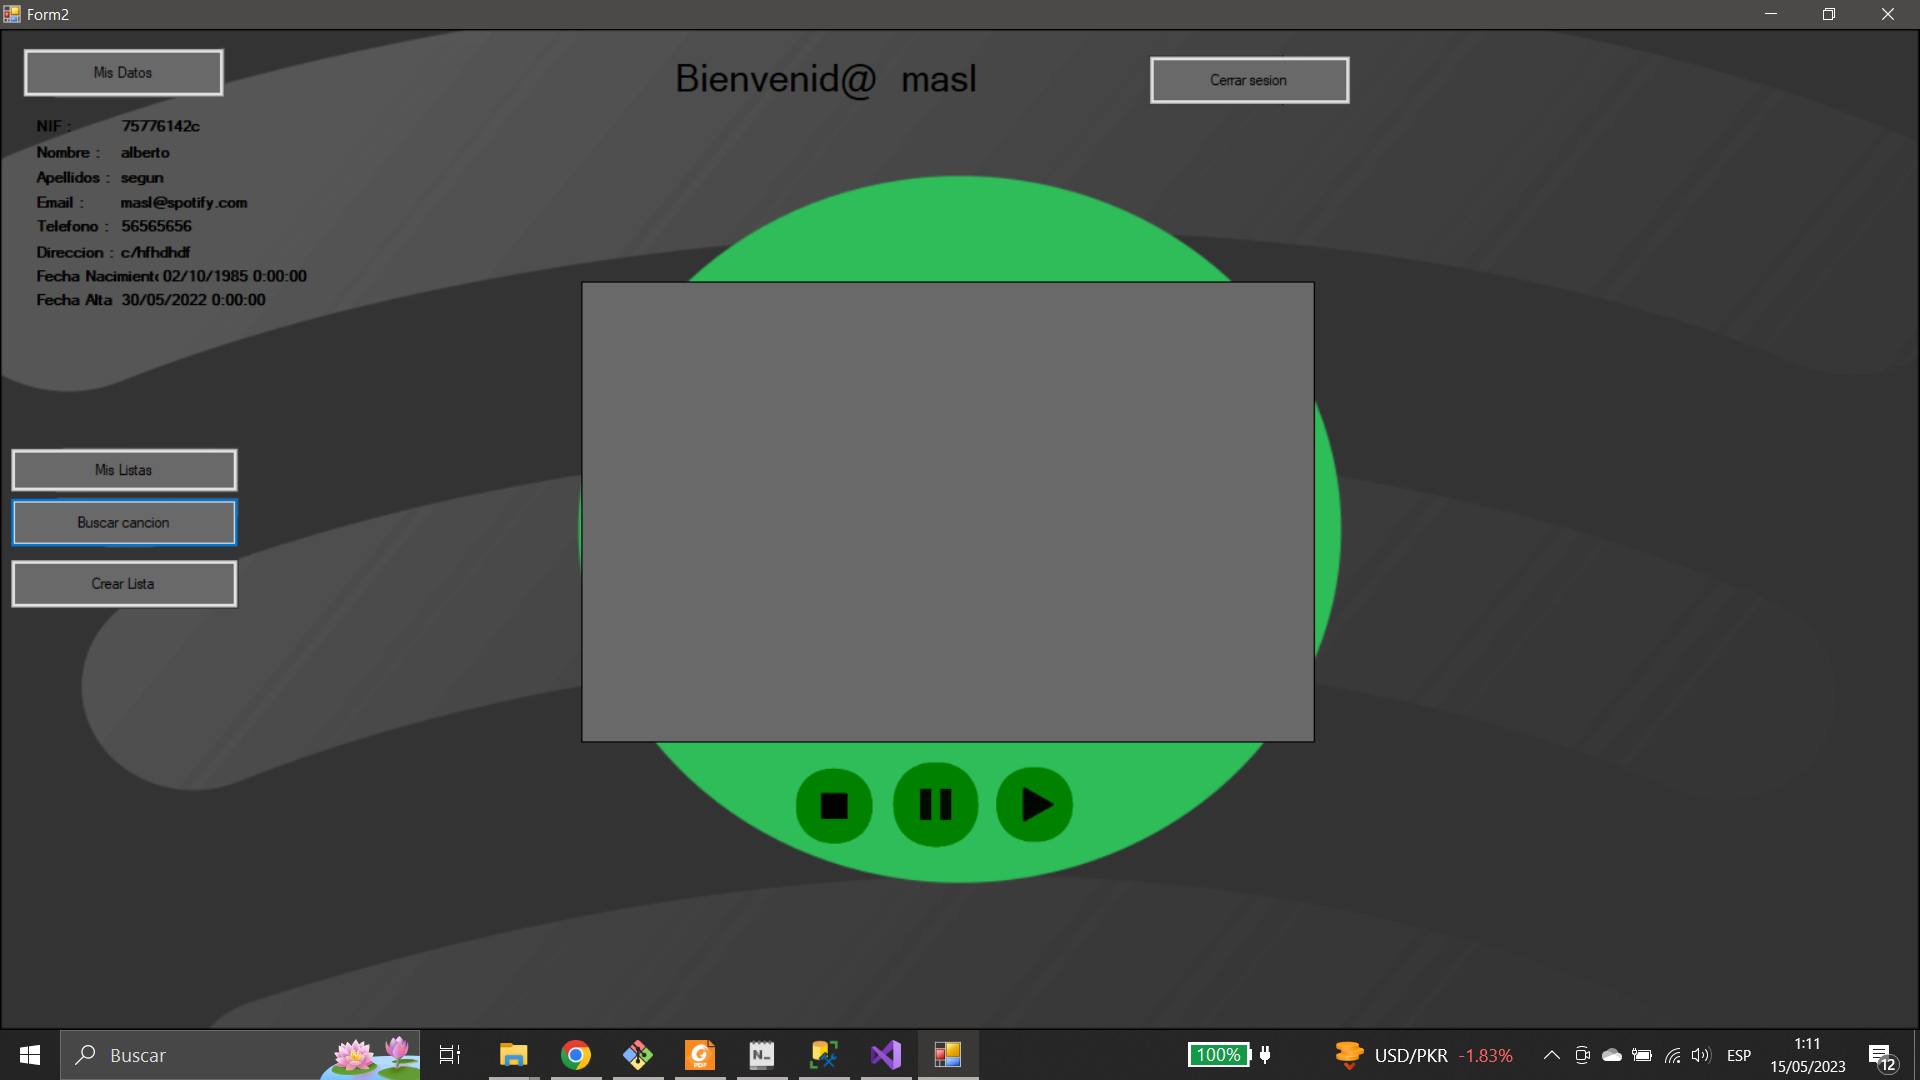 Form2
Mis Datos
Bienvenid@ masl
Cerrar sesion
NIF : 75776142c
Nombre : alberto
Apellidos : segun
Email : masl@spotify.com
Telefono : 56565656
Direccion : c/hfhdhdf
Fecha Nacimient 02/10/1985 0:00:00
Fecha Alta 30/05/2022 0:00:00
Mis Listas
Buscar cancion
Crear Lista
Buscar
PDF
N
100%
USD/PKR -1.83%
ESP
1:11
15/05/2023
12